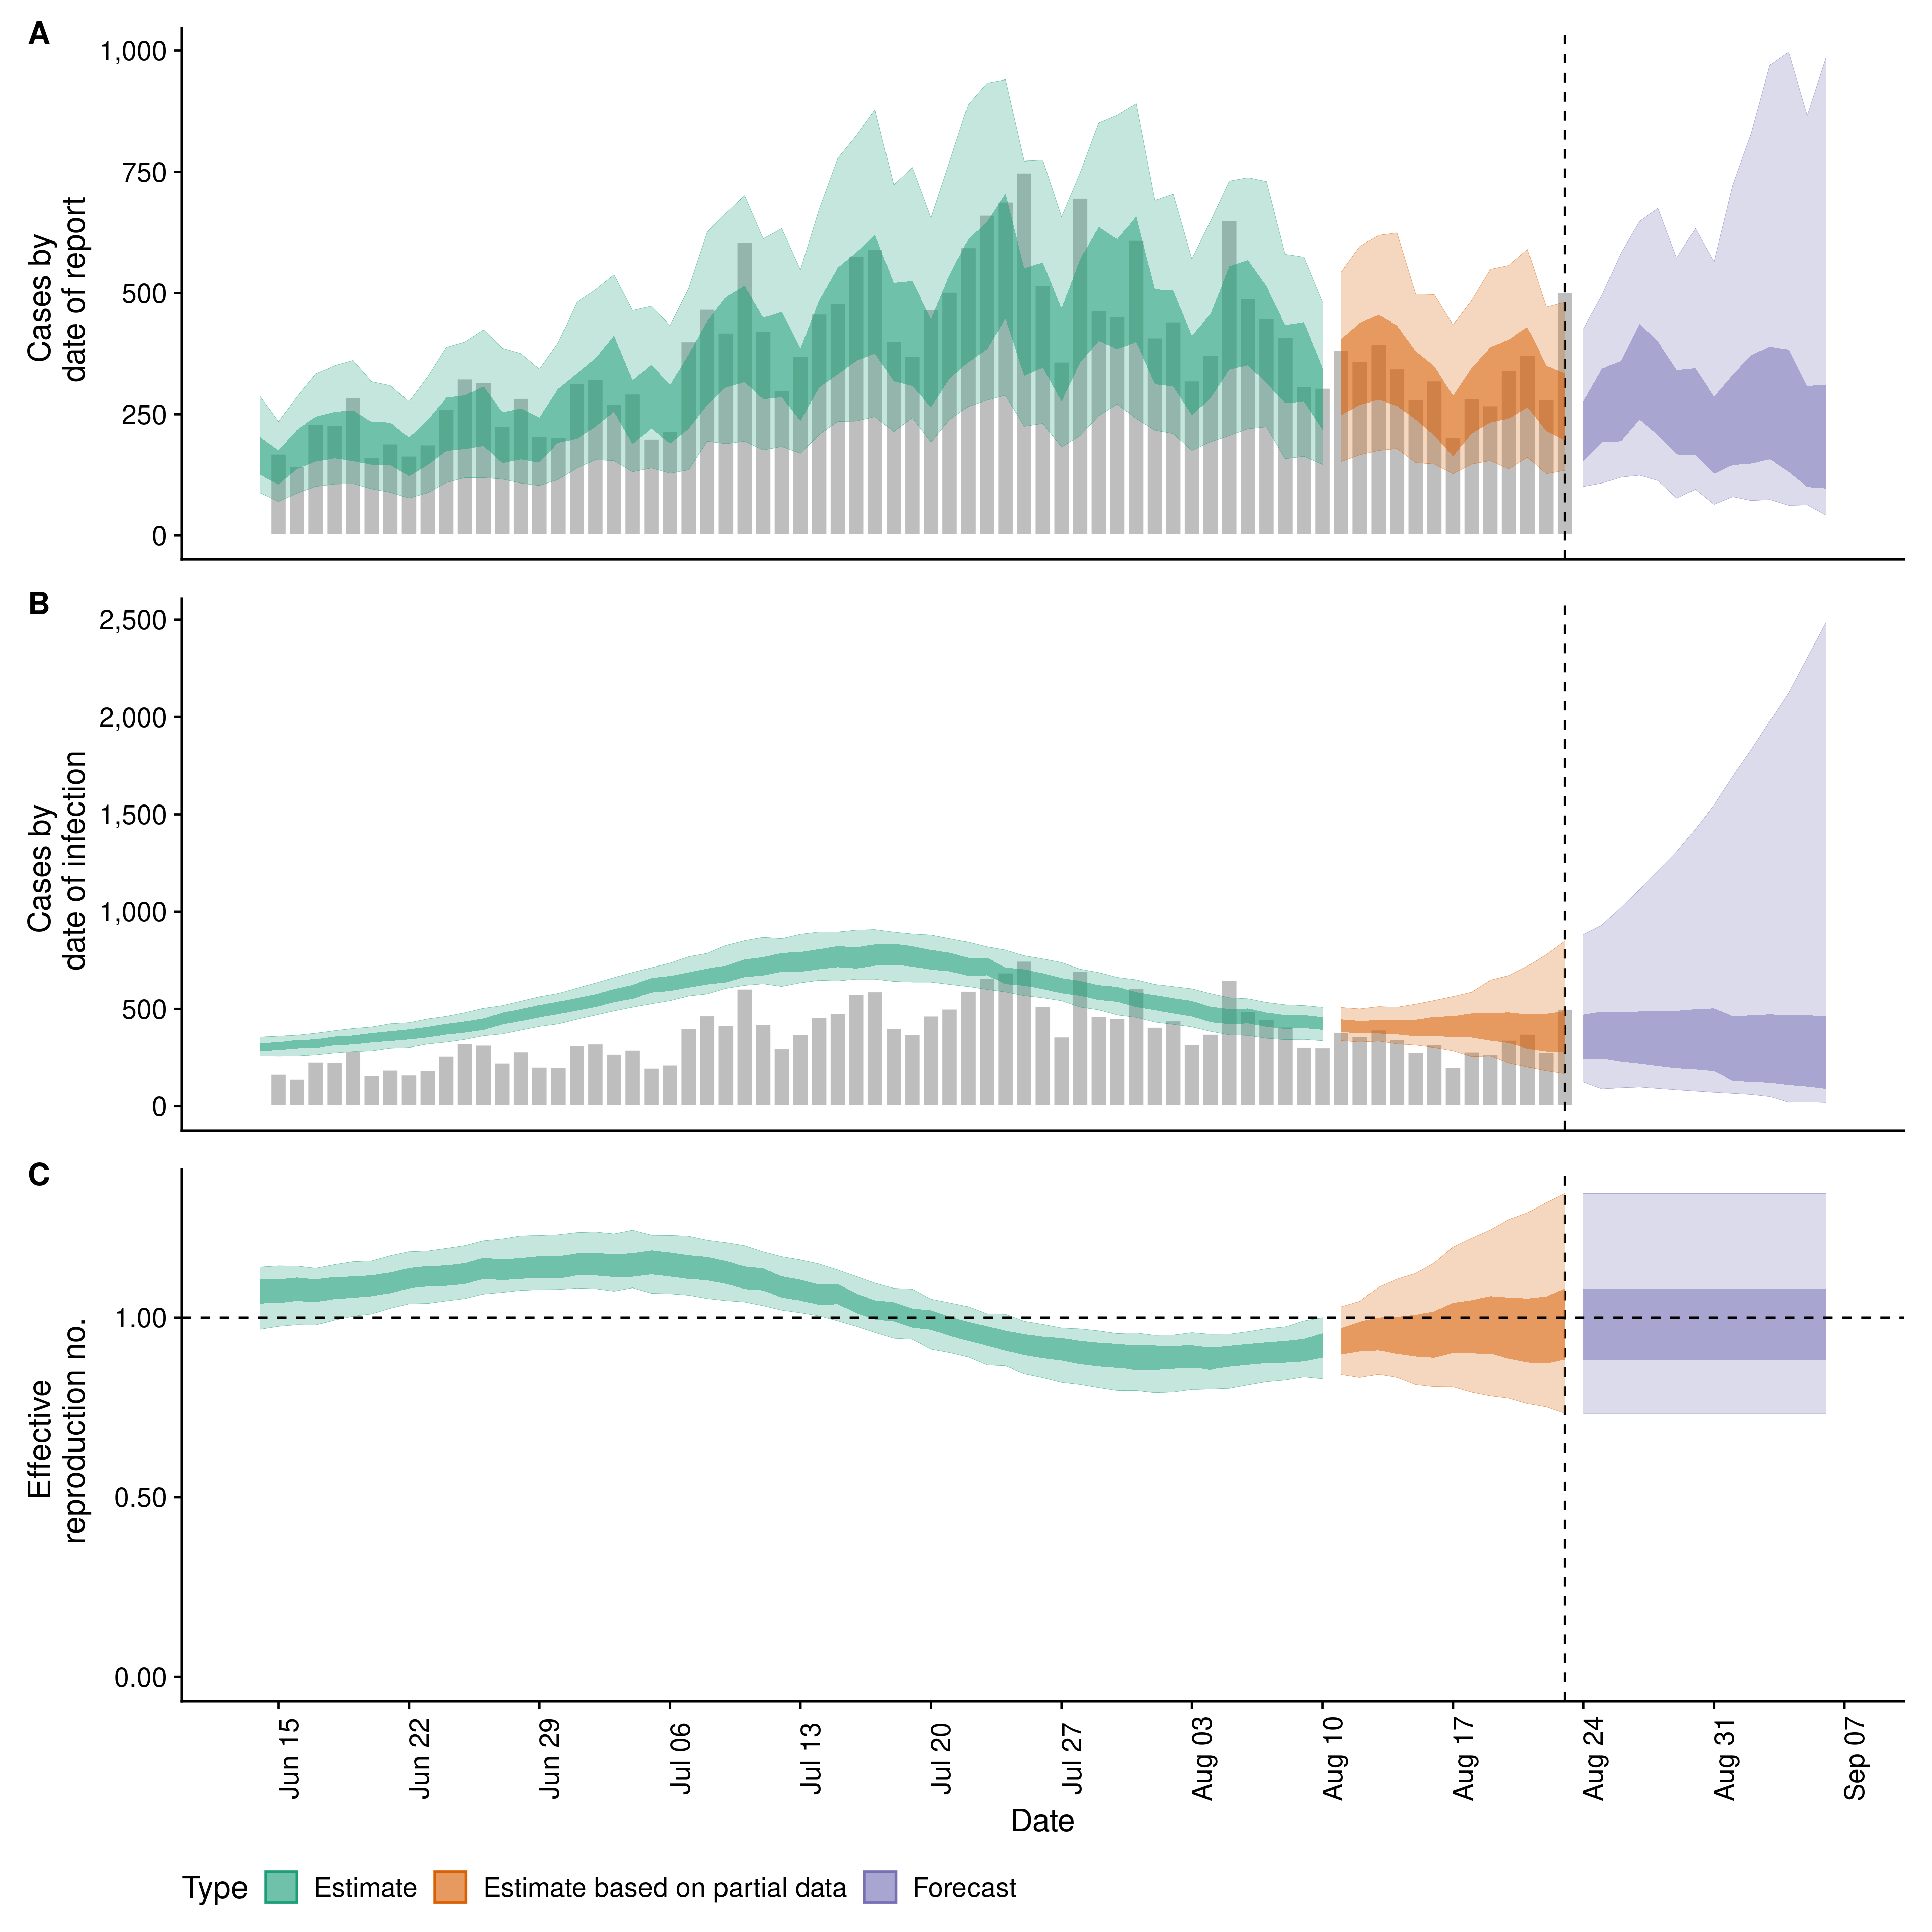 A
1,000
750
500
250
0
Cases by
date of report
B
2,500
2,000
1,500
1,000
500
0
Cases by
date of infection
C
1.00
0.50
0.00
Effective
reproduction no.
Jun 15
Jun 22
Jun 29
Jul 06
Jul 13
Jul 20
Jul 27
Aug 03
Aug 10
Aug 17
Aug 24
Aug 31
Sep 07
Date
Type Estimate Estimate based on partial data Forecast